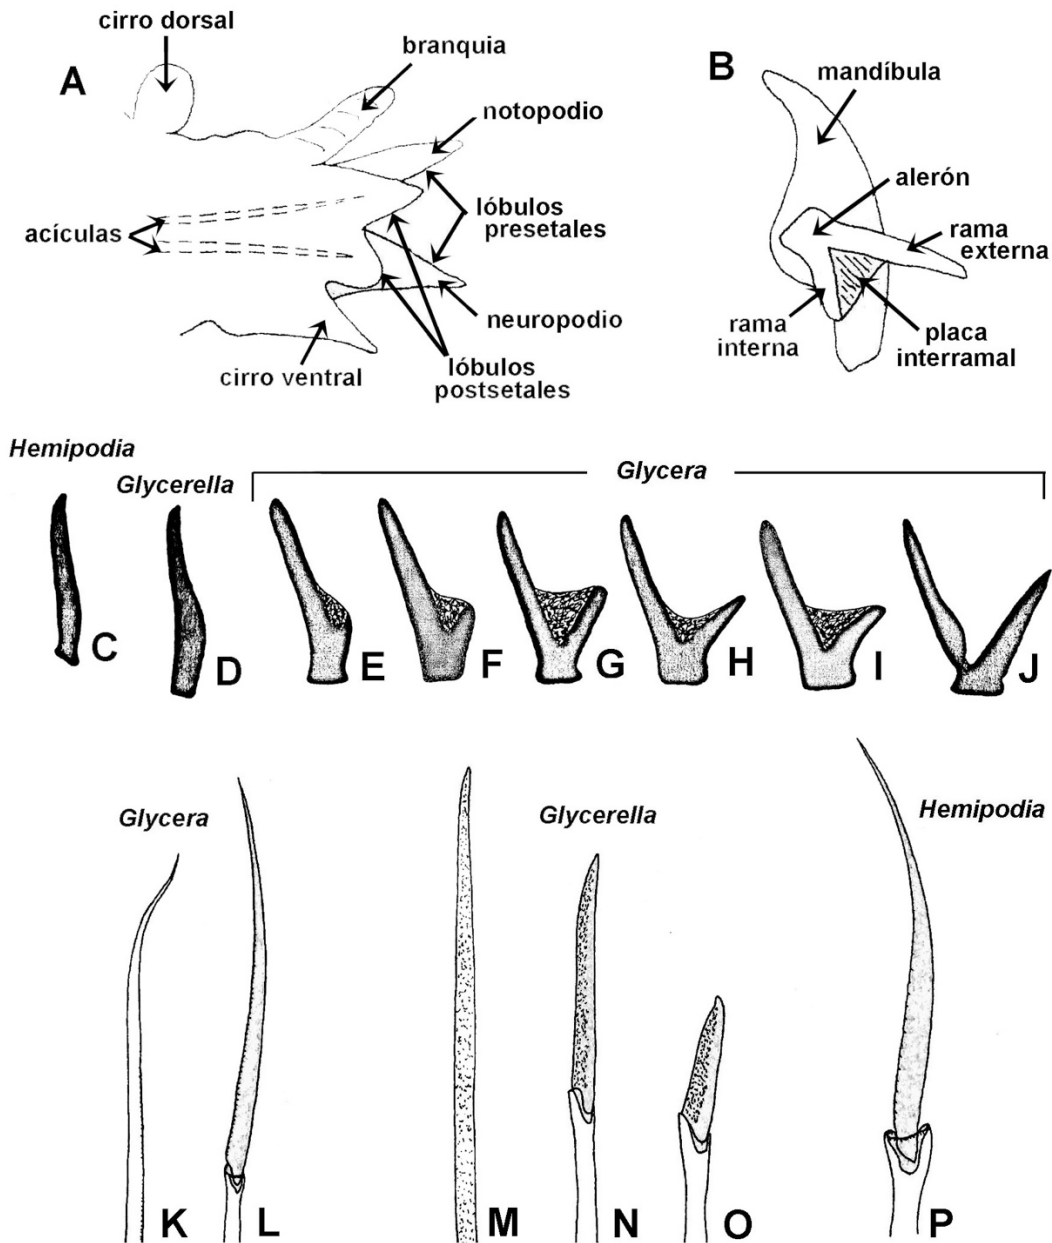 cirro dorsal
A
branquia
notopodio
lóbulos
presetales
acículas
neuropodio
lóbulos
postsetales
cirro ventral
B
mandíbula
alerón
rama
externa
rama
interna
placa
interramal
Hemipodia
Glycerella
Glycera
C
D
E
F
G
H
I
J
Glycera
Glycerella
Hemipodia
K
L
M
N
O
P